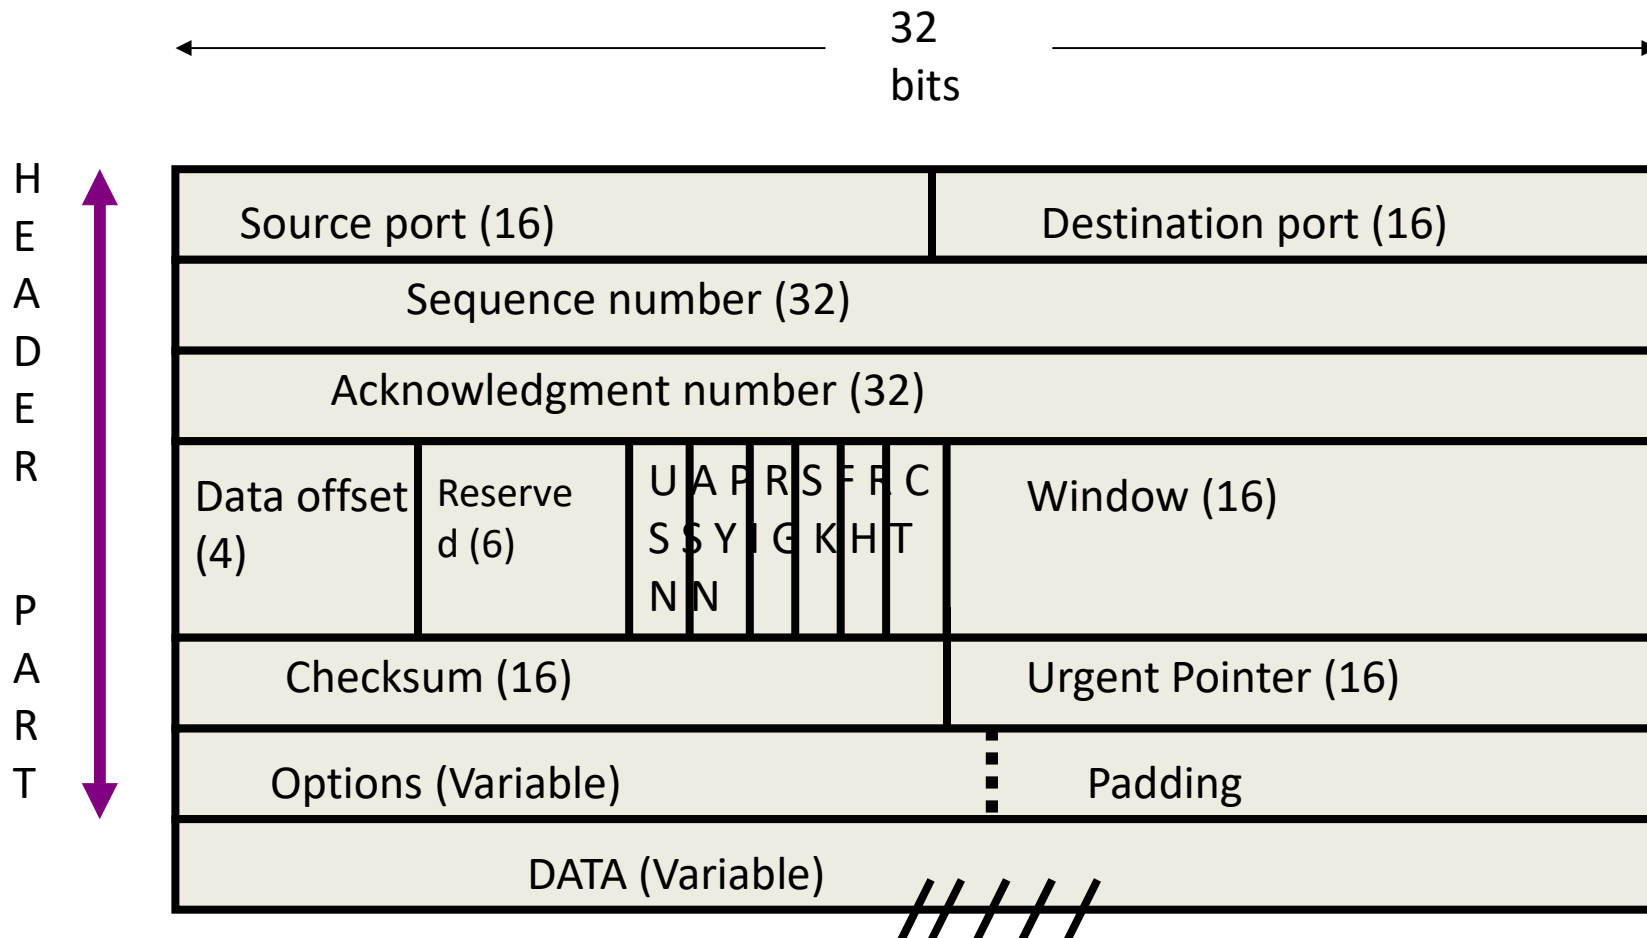 32
bits
H
E
A
D
E
R
P
A
R
T
Source port (16)
Destination port (16)
Sequence number (32)
Acknowledgment number (32)
Data offset
(4)
Reserve
d (6)
U A P R S F R C
S S Y I G K H T
N N
Window (16)
Checksum (16)
Urgent Pointer (16)
Options (Variable)
Padding
DATA (Variable)